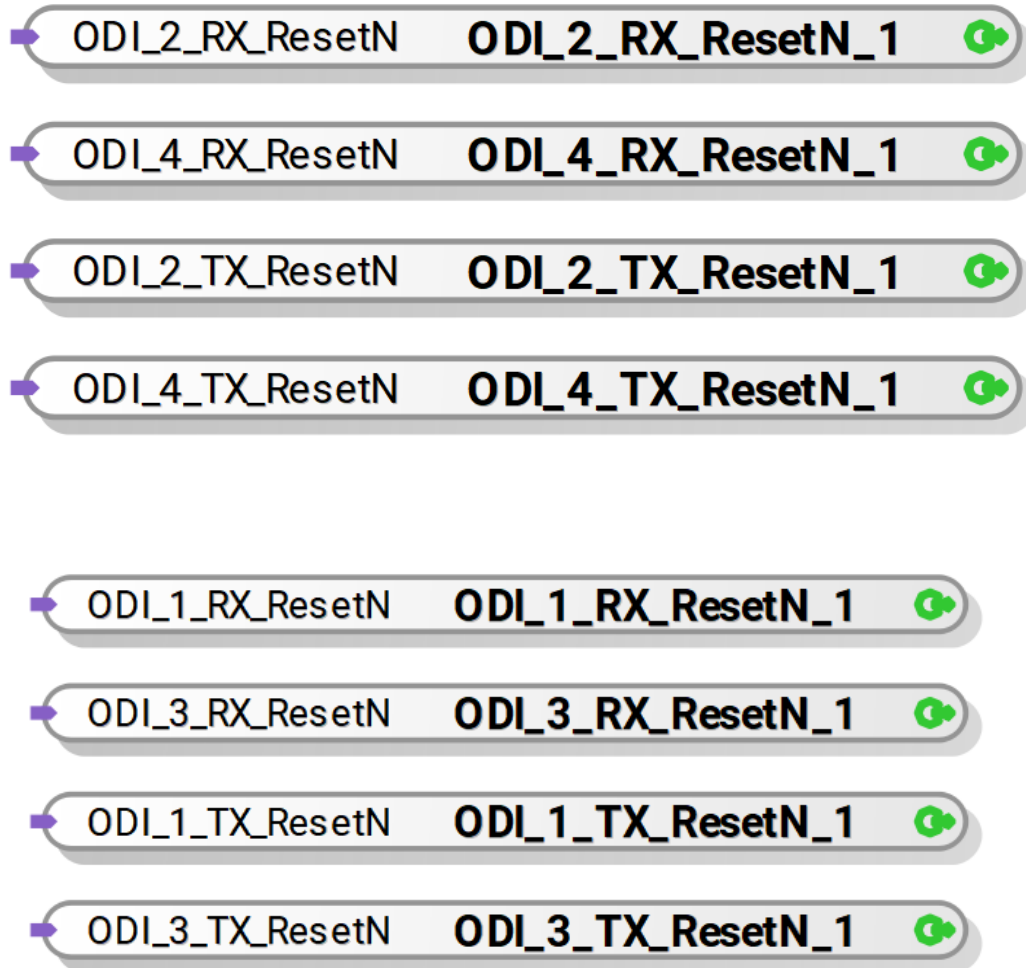 ODI_2_RX_ResetN ODI_2_RX_ResetN_1
ODI_4_RX_ResetN ODI_4_RX_ResetN_1
ODI_2_TX_ResetN ODI_2_TX_ResetN_1
ODI_4_TX_ResetN ODI_4_TX_ResetN_1
ODI_1_RX_ResetN ODI_1_RX_ResetN_1
ODI_3_RX_ResetN ODI_3_RX_ResetN_1
ODI_1_TX_ResetN ODI_1_TX_ResetN_1
ODI_3_TX_ResetN ODI_3_TX_ResetN_1